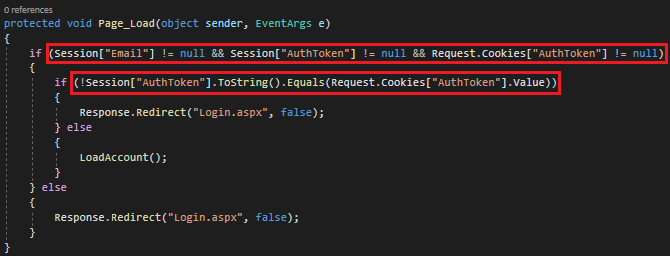 0 references
protected void Page_Load(object sender, EventArgs e)
{
if (Session["Email"] != null && Session["AuthToken"] != null && Request.Cookies["AuthToken"] != null)
{
if (!Session["AuthToken"].ToString().Equals(Request.Cookies["AuthToken"].Value))
{
Response.Redirect("Login.aspx", false);
} else
{
LoadAccount();
}
} else
{
Response.Redirect("Login.aspx", false);
}
}